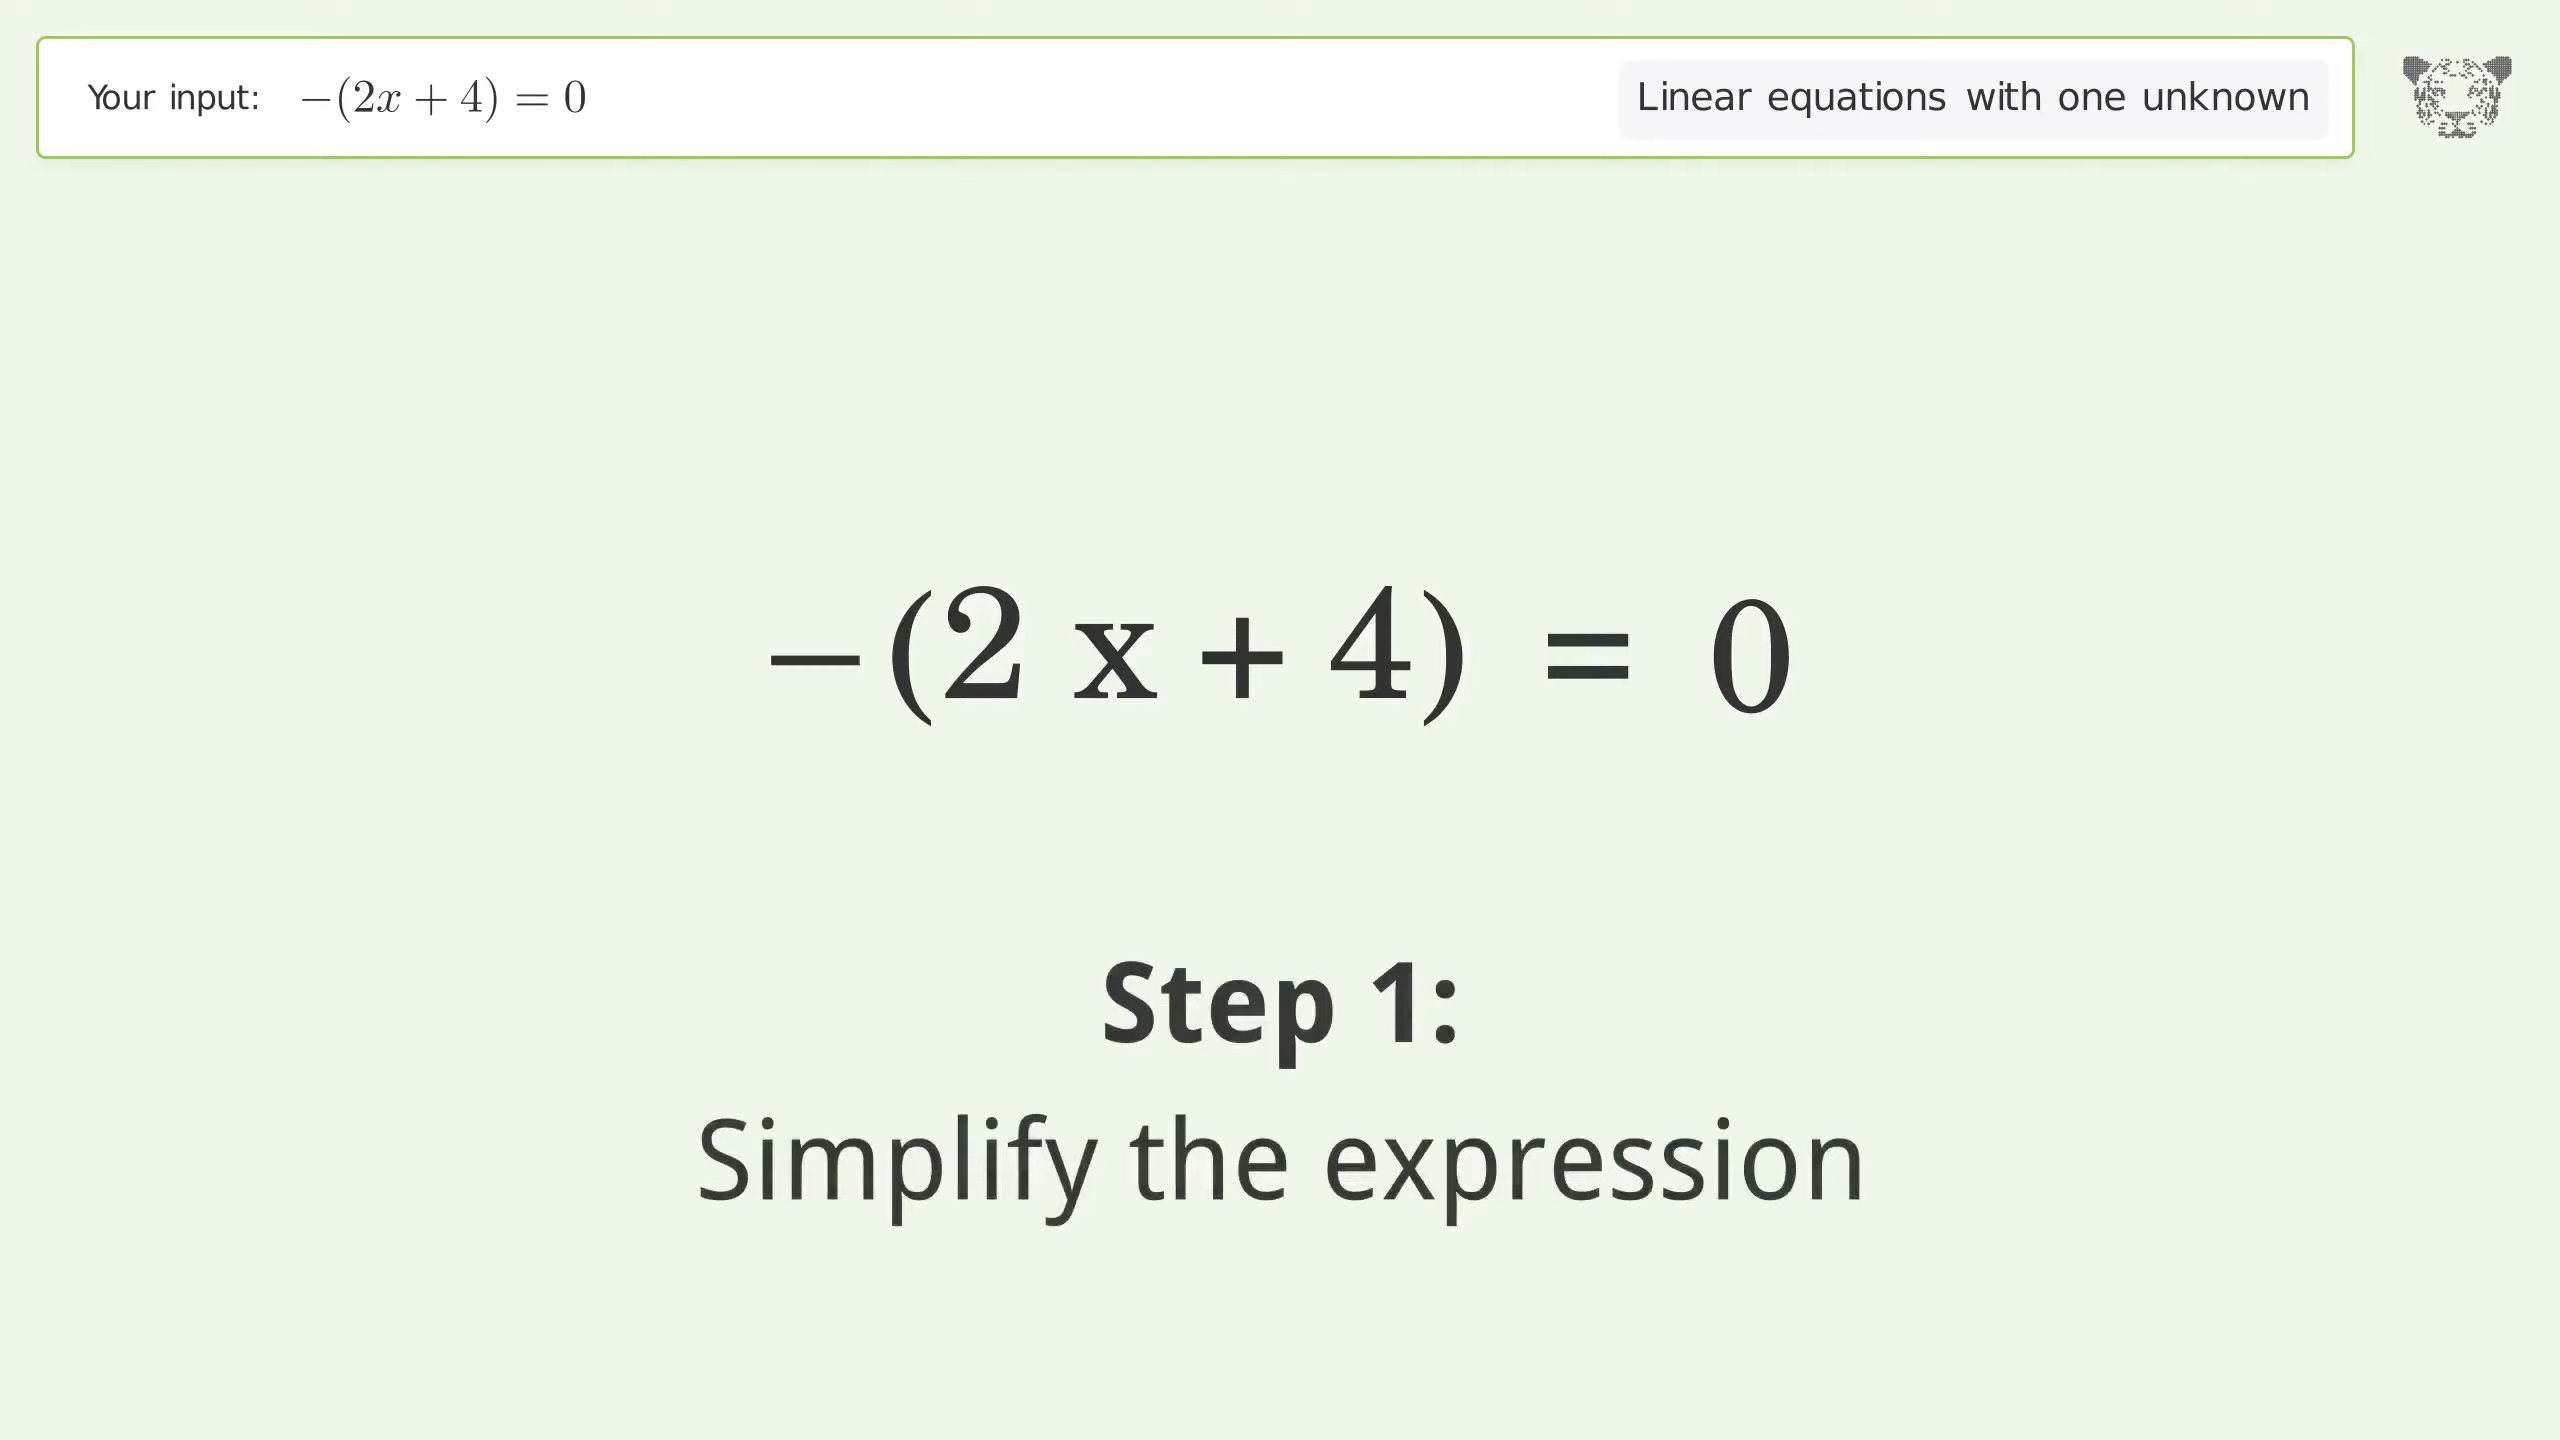 Your input: −(2x + 4) = 0
Linear equations with one unknown
−(2 x + 4) = 0
Step 1:
Simplify the expression